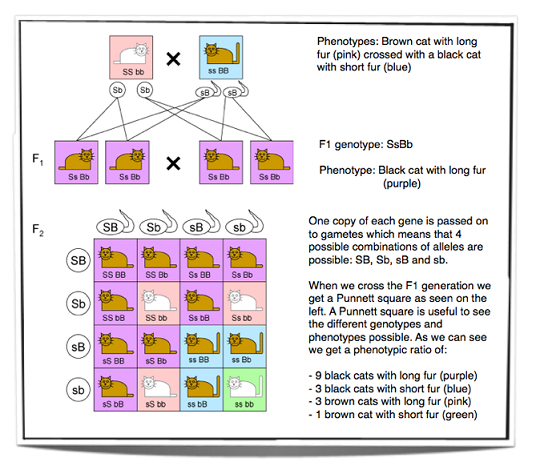 Phenotypes: Brown cat with long
fur (pink) crossed with a black cat
with short fur (blue)
SS bb
ss BB
Sb
Sb
sB
sB
F1
F1 genotype: SsBb
Phenotype: Black cat with long fur
(purple)
Ss Bb
Ss Bb
Ss Bb
Ss Bb
F2
SB
Sb
sB
sb
One copy of each gene is passed on
to gametes which means that 4
possible combinations of alleles are
possible: SB, Sb, sB and sb.
SB
SS BB
SS Bb
Ss BB
Ss Bb
When we cross the F1 generation we
get a Punnett square as seen on the
left. A Punnett square is useful to see
the different genotypes and
phenotypes possible. As we can see
we get a phenotypic ratio of:
Sb
SS bB
SS bb
Ss bB
Ss bb
sB
sS BB
sS Bb
ss BB
ss Bb
- 9 black cats with long fur (purple)
- 3 black cats with short fur (blue)
- 3 brown cats with long fur (pink)
- 1 brown cat with short fur (green)
sb
sS bB
sS bb
ss bB
ss bb